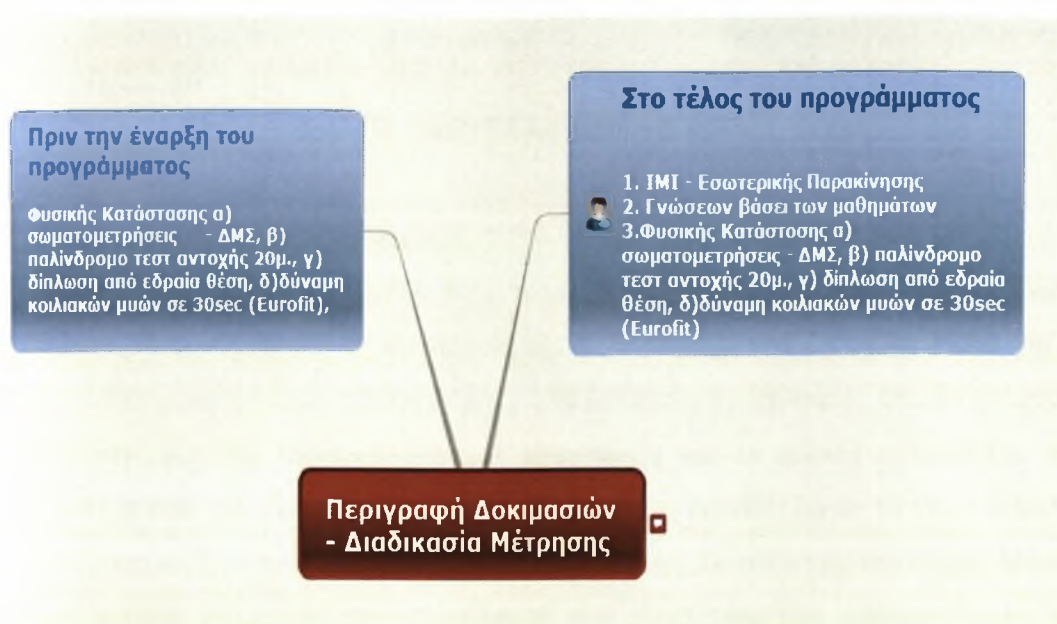 Πριν την έναρξη του
προγράμματος
Φυσικής Κατάστασης α)
σωματομετρήσεις - ΔΜΣ, β)
παλίνδρομο τεστ αντοχής 20μ., γ)
δίπλωση από εδραία θέση, δ)δύναμη
κοιλιακών μυών σε 30sec (Eurofit),
Στο τέλος του προγράμματος
1. ΙΜΙ - Εσωτερικής Παρακίνησης
2. Γνώσεων βάσει των μαθημάτων
3.Φυσικής Κατάστοσης α)
σωματομετρήσεις - ΔΜΣ, β) παλίνδρομο
τεστ αντοχής 20μ., γ) δίπλωση από εδραία
θέση, δ)δύναμη κοιλιακών μυών σε 30sec
(Eurofit)
Περιγραφή Δοκιμασιών
- Διαδικασία Μέτρησης